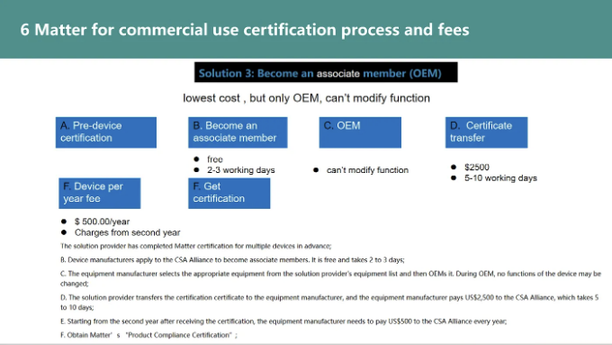 6 Matter for commercial use certification process and fees
Solution 3: Become an associate member (OEM)
lowest cost , but only OEM, can't modify function
A. Pre-device
certification
B. Become an
associate member
C. OEM
D. Certificate
transfer
● free
● 2-3 working days
● can't modify function
● $2500
● 5-10 working days
F. Device per
year fee
F. Get
certification
● $ 500.00/year
● Charges from second year
The solution provider has completed Matter certification for multiple devices in advance;
B. Device manufacturers apply to the CSA Alliance to become associate members. It is free and takes 2 to 3 days;
C. The equipment manufacturer selects the appropriate equipment from the solution provider's equipment list and then OEMs it. During OEM, no functions of the device may be
changed;
D. The solution provider transfers the certification certificate to the equipment manufacturer, and the equipment manufacturer pays US$2,500 to the CSA Alliance, which takes 5
to 10 days;
E. Starting from the second year after receiving the certification, the equipment manufacturer needs to pay US$500 to the CSA Alliance every year;
F. Obtain Matter' s "Product Compliance Certification" ;